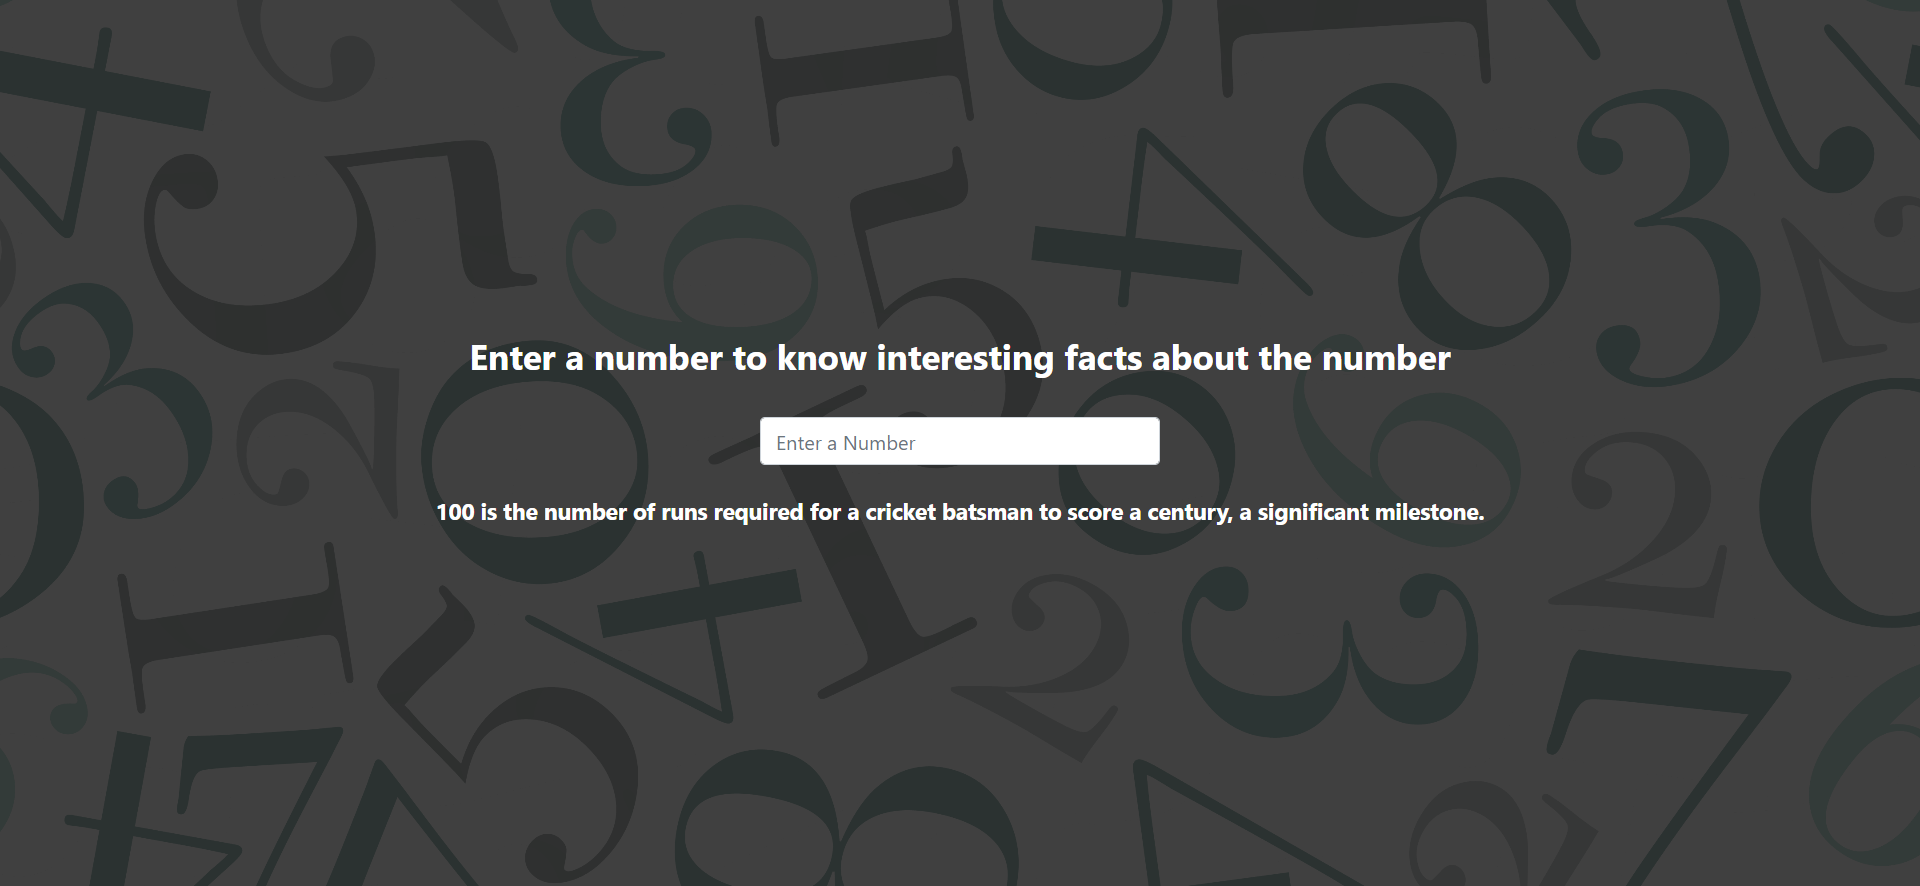 Enter a number to know interesting facts about the number
Enter a Number
100 is the number of runs required for a cricket batsman to score a century, a significant milestone.